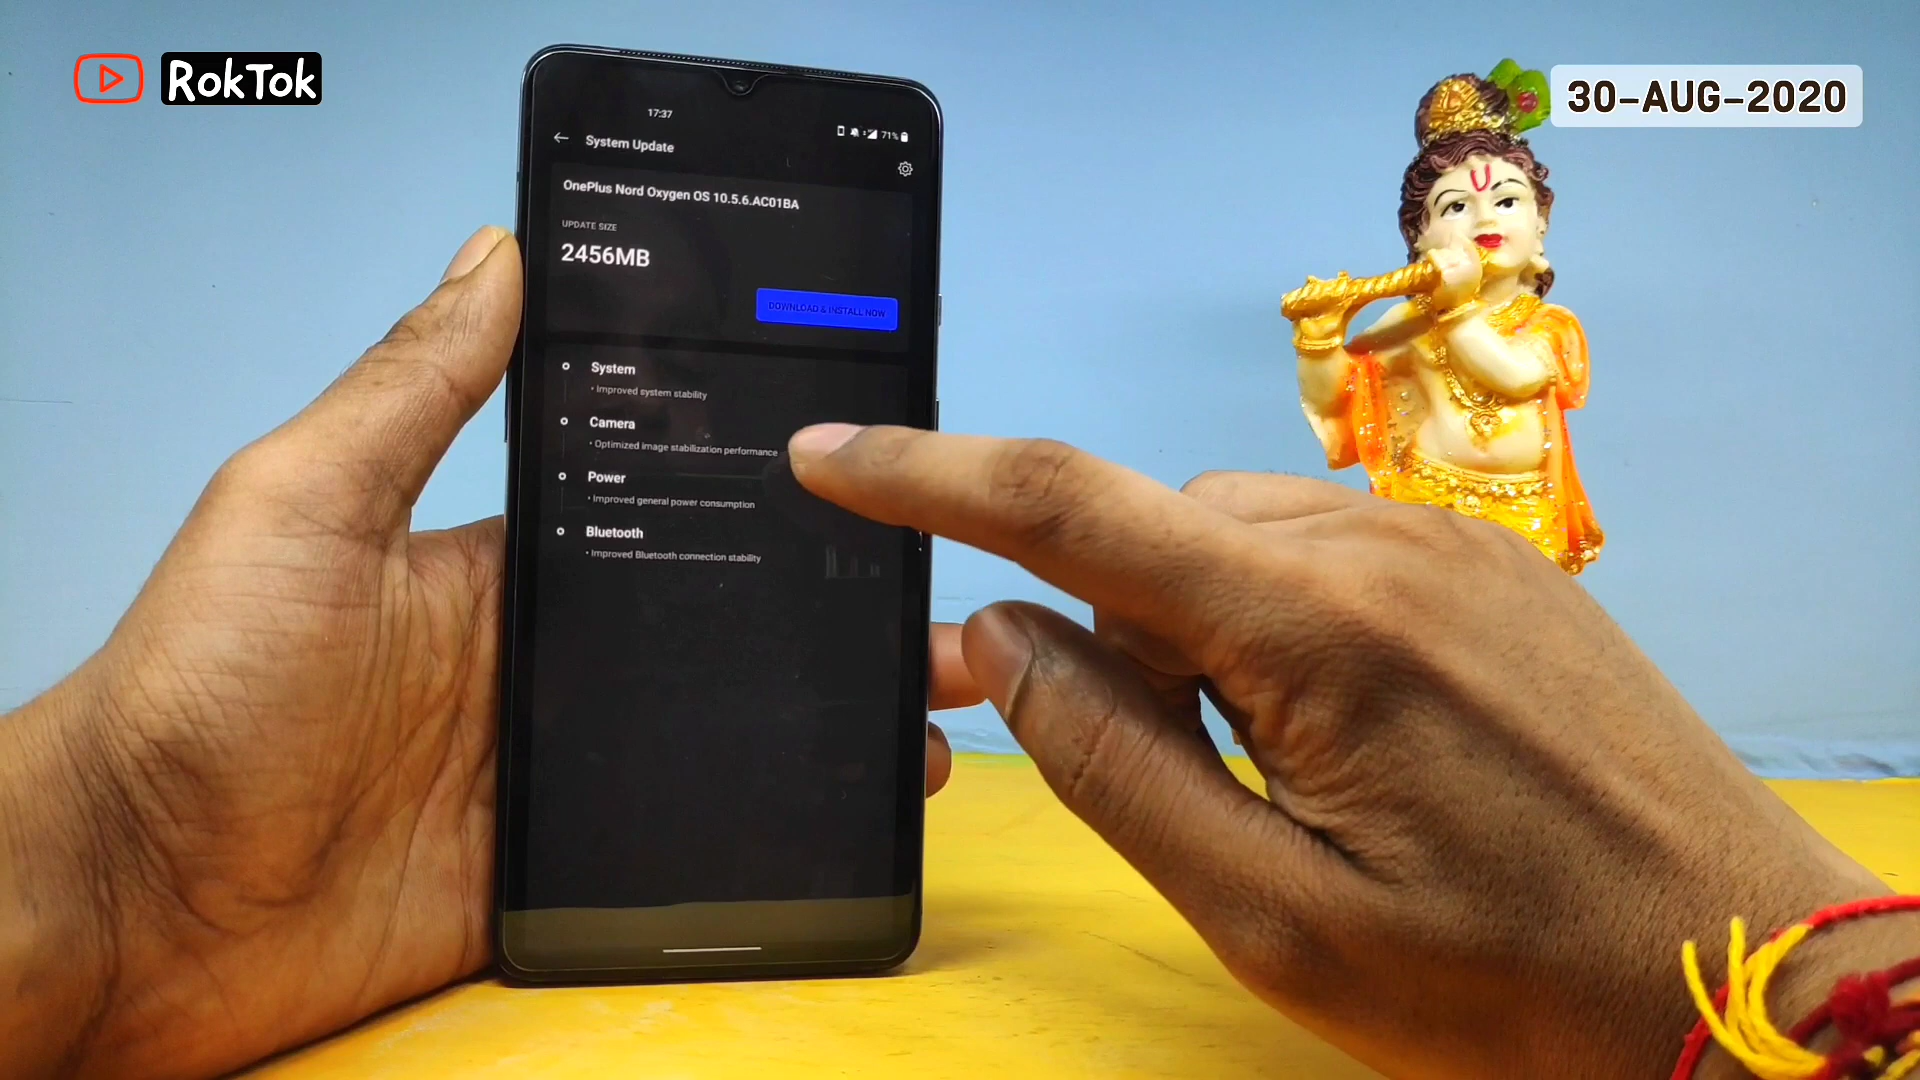 RokTok
30-AUG-2020
17:37
71%
System Update
OnePlus Nord Oxygen OS 10.5.6.AC01BA
UPDATE SIZE
2456MB
DOWNLOAD & INSTALL NOW
System
• Improved system stability
Camera
• Optimized image stabilization performance
Power
• Improved general power consumption
Bluetooth
• Improved Bluetooth connection stability